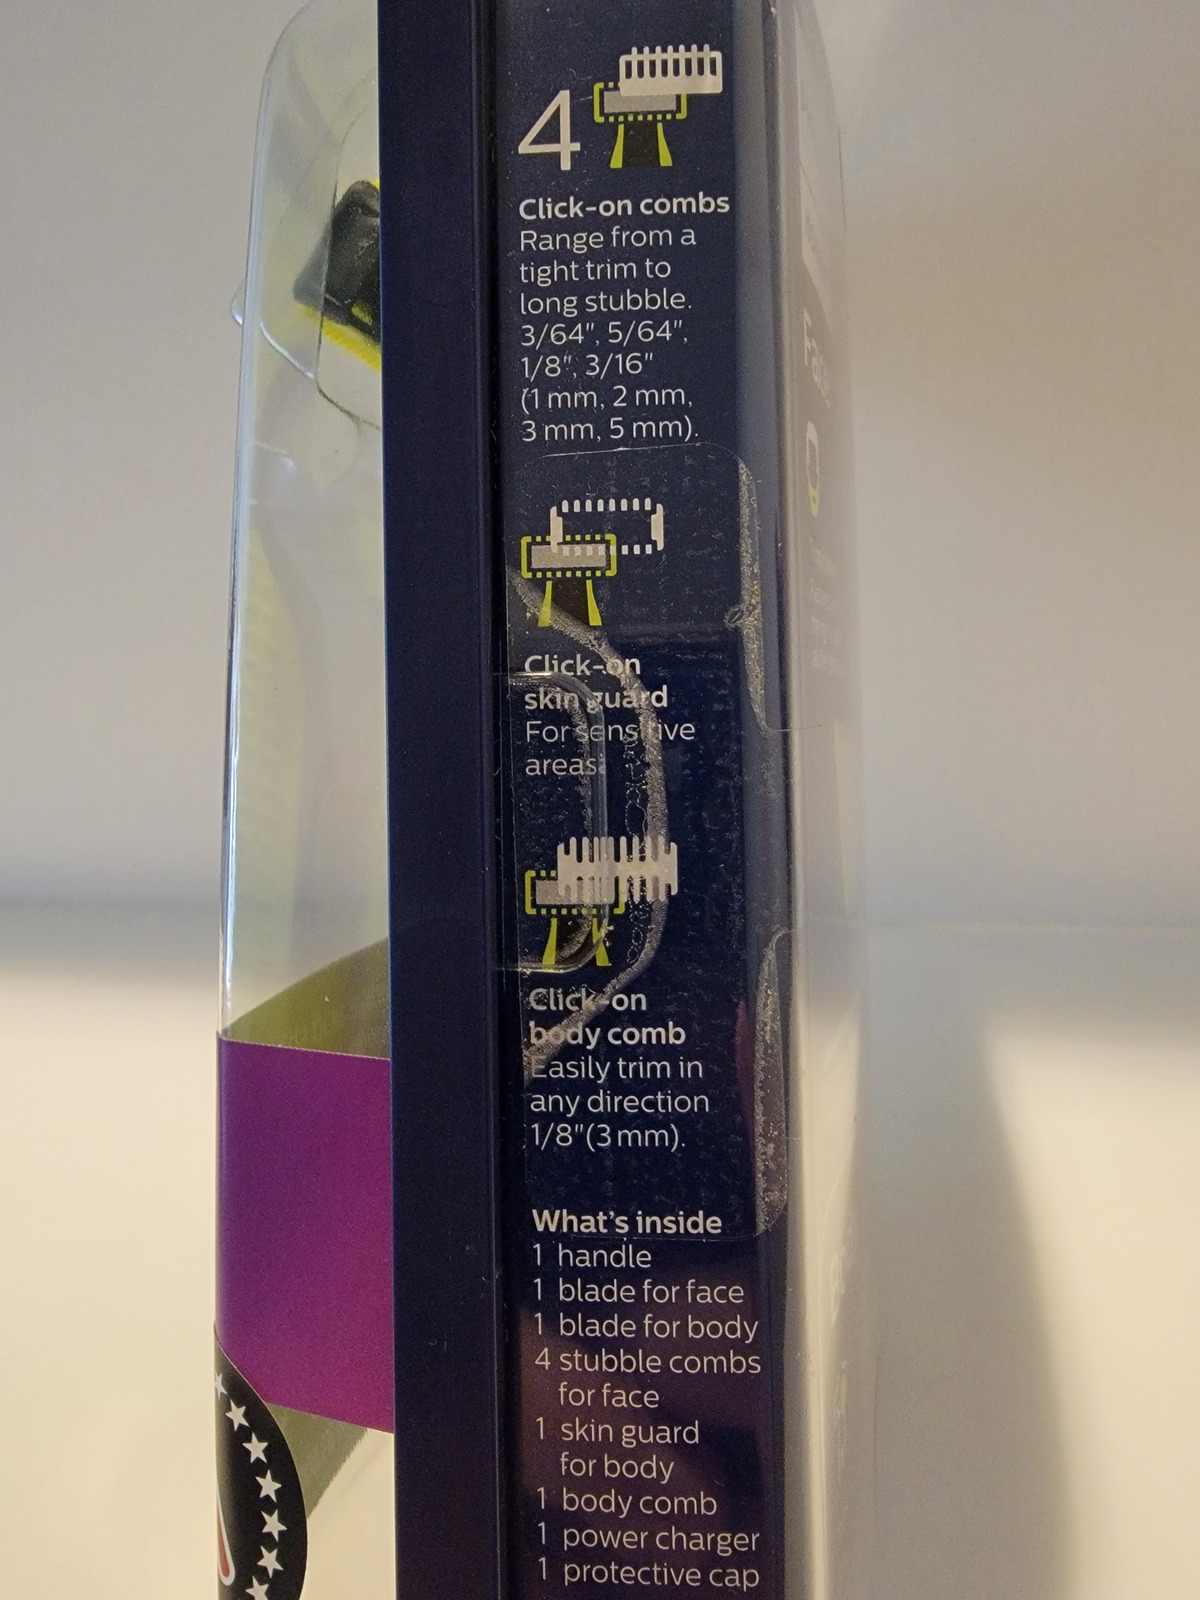 4
Click-on combs
Range from a
tight trim to
long stubble.
3/64", 5/64",
1/8", 3/16"
(1 mm, 2 mm,
3 mm, 5 mm).
Click-on
skin guard
For sensitive
areas.
Click-on
body comb
Easily trim in
any direction
1/8"(3 mm).
What's inside
1 handle
1 blade for face
1 blade for body
4 stubble combs
for face
1 skin guard
for body
1 body comb
1 power charger
1 protective cap